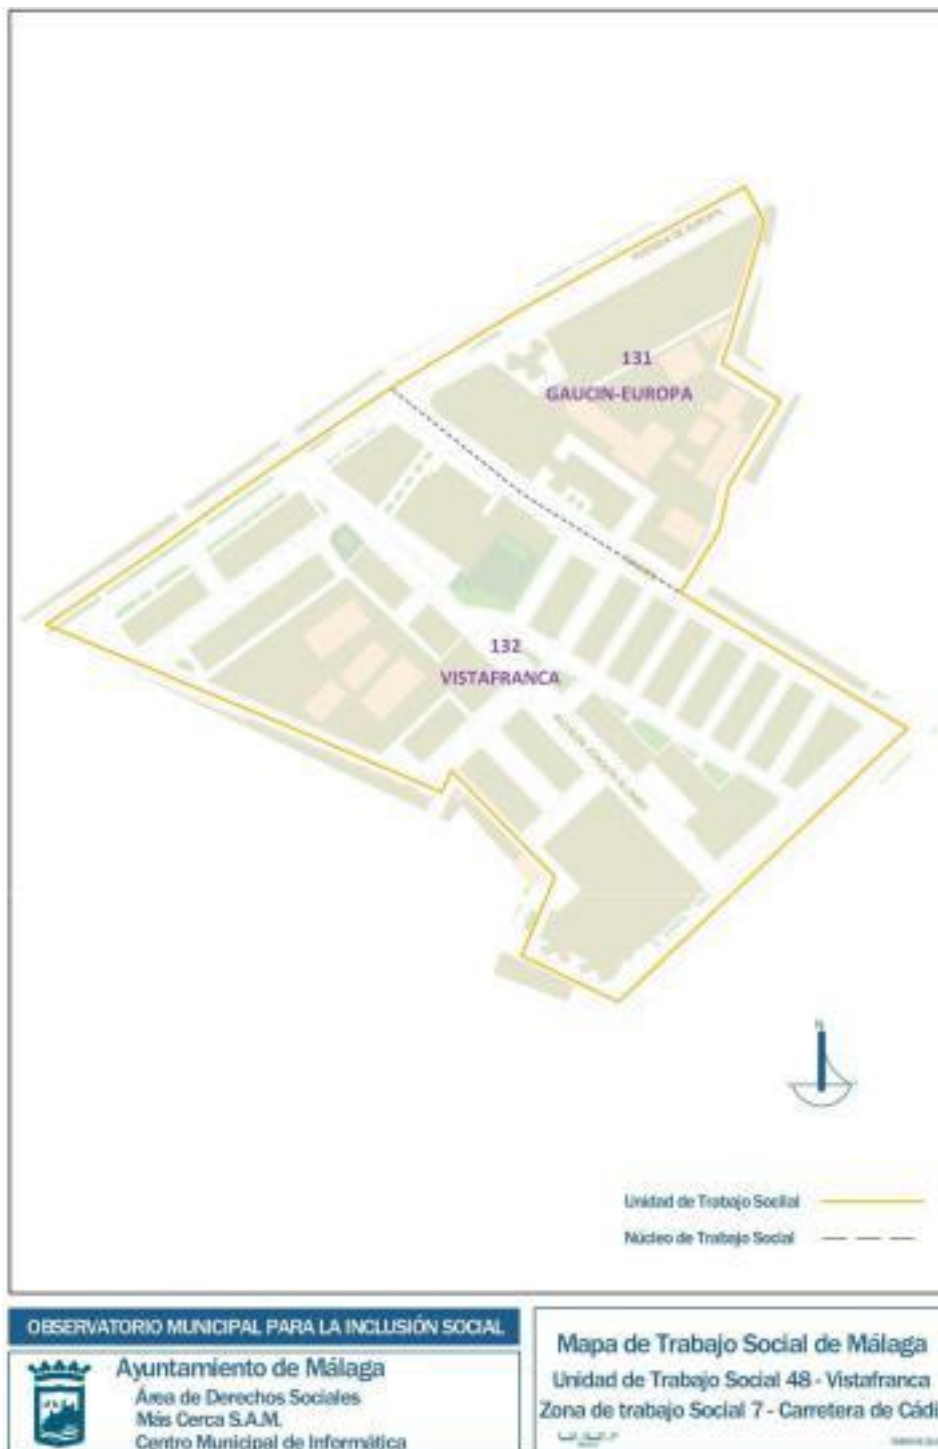 131
GAUCIN-EUROPA
132
VISTAFRANCA
N
Unidad de Trabajo Socilal
Núcleo de Trabajo Social
OBSERVATORIO MUNICIPAL PARA LA INCLUSIÓN SOCIAL
Ayuntamiento de Málaga
Área de Derechos Sociales
Más Cerca S.A.M.
Centro Municipal de Informática
Mapa de Trabajo Social de Málaga
Unidad de Trabajo Social 48 - Vistafranca
Zona de trabajo Social 7 - Carretera de Cádi